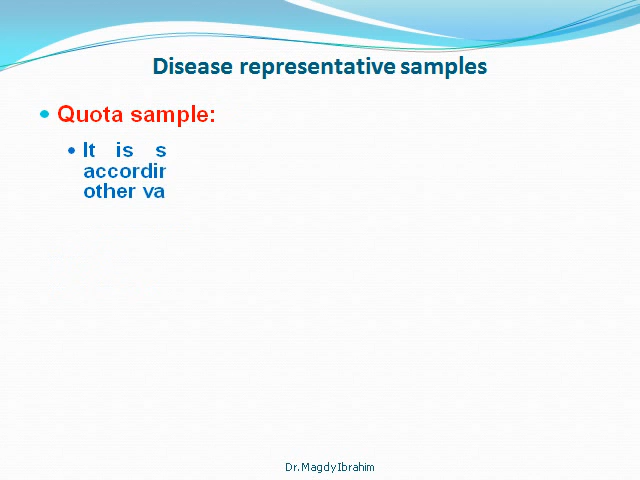 Disease representative samples
Quota sample:
It is s
accordir
other va
Dr. Magdy Ibrahim